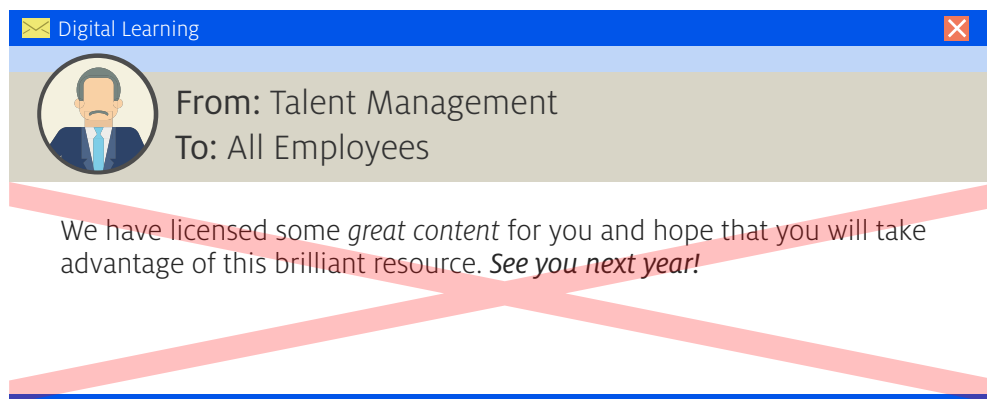 Digital Learning
From: Talent Management
To: All Employees
We have licensed some great content for you and hope that you will take
advantage of this brilliant resource. See you next year!